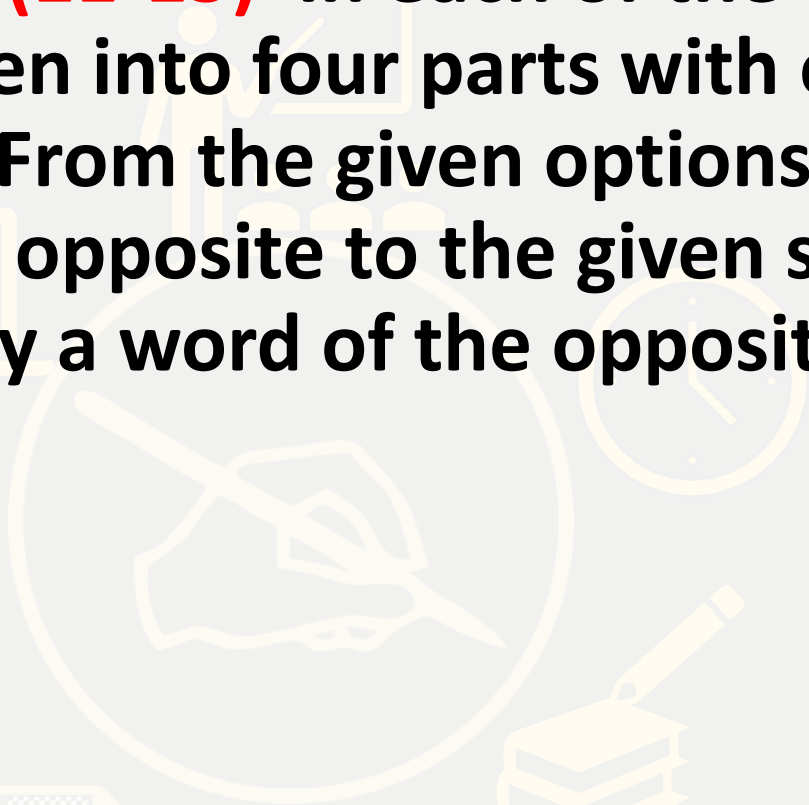 en into four parts with
From the given options
opposite to the given s
y a word of the opposit